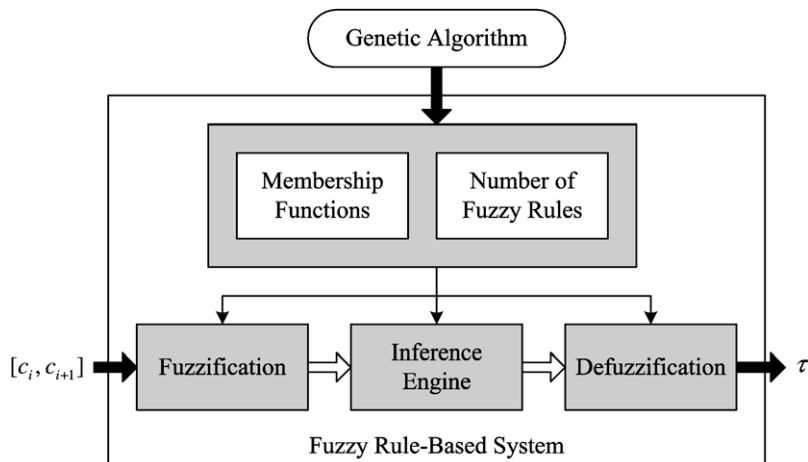 Genetic Algorithm
Membership
Functions
Number of
Fuzzy Rules
[c_i, c_{i+1}]
Fuzzification
Inference
Engine
Defuzzification
τ
Fuzzy Rule-Based System